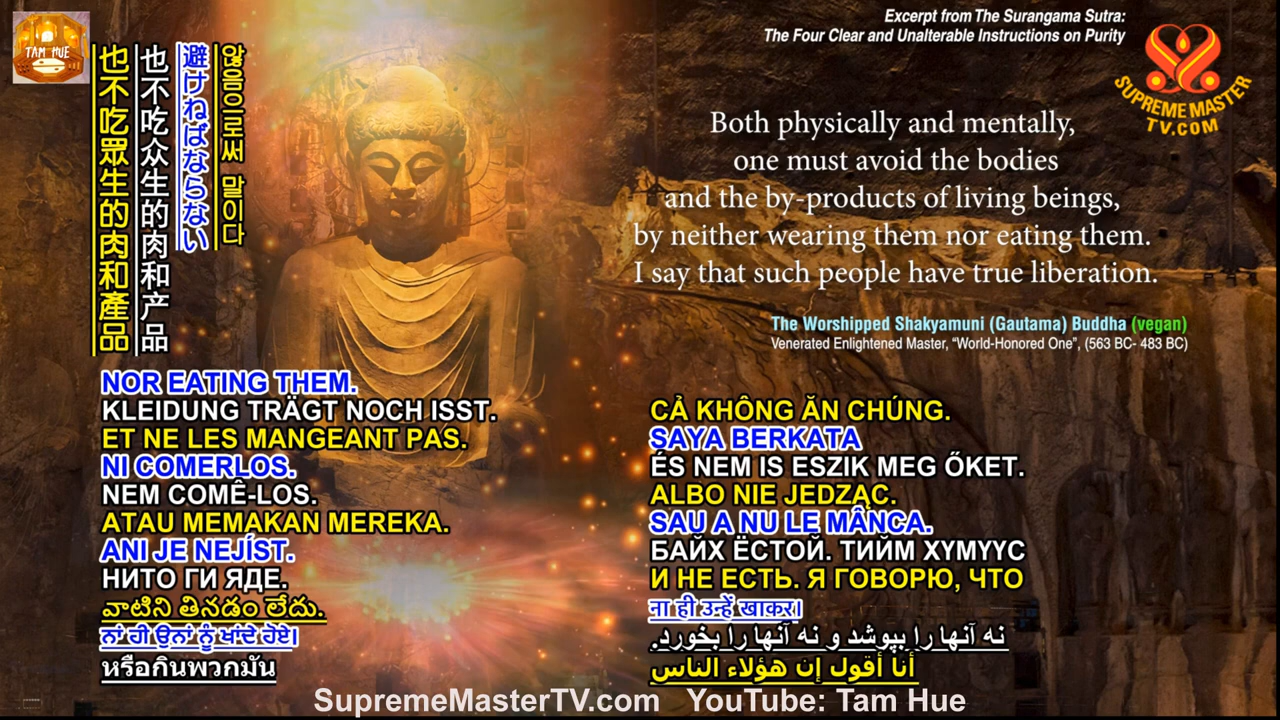 TAM HUE
Excerpt from The Surangama Sutra:
The Four Clear and Unalterable Instructions on Purity
SUPREME MASTER
TV.COM
않음으로써 말이다
避けねばならない
也不吃众生的肉和产品
也不吃眾生的肉和產品
Both physically and mentally,
one must avoid the bodies
and the by-products of living beings,
by neither wearing them nor eating them.
I say that such people have true liberation.
The Worshipped Shakyamuni (Gautama) Buddha (vegan)
Venerated Enlightened Master, “World-Honored One”, (563 BC- 483 BC)
NOR EATING THEM.
KLEIDUNG TRÄGT NOCH ISST.
ET NE LES MANGEANT PAS.
NI COMERLOS.
NEM COMÊ-LOS.
ATAU MEMAKAN MEREKA.
ANI JE NEJÍST.
НИТО ГИ ЯДЕ.
వాటిని తినడం లేదు.
ਨਾਂ ਹੀ ਉਨਾਂ ਨੂੰ ਖਾਂਦੇ ਹੋਏ।
หรือกินพวกมัน
CẢ KHÔNG ĂN CHÚNG.
SAYA BERKATA
ÉS NEM IS ESZIK MEG ŐKET.
ALBO NIE JEDZĄC.
SAU A NU LE MÂNCA.
БАЙХ ЁСТОЙ. ТИЙМ ХҮМҮҮС
И НЕ ЕСТЬ. Я ГОВОРЮ, ЧТО
ना ही उन्हें खाकर।
نه آنها را بپوشد و نه آنها را بخورد.
أنا أقول إن هؤلاء الناس
SupremeMasterTV.com YouTube: Tam Hue